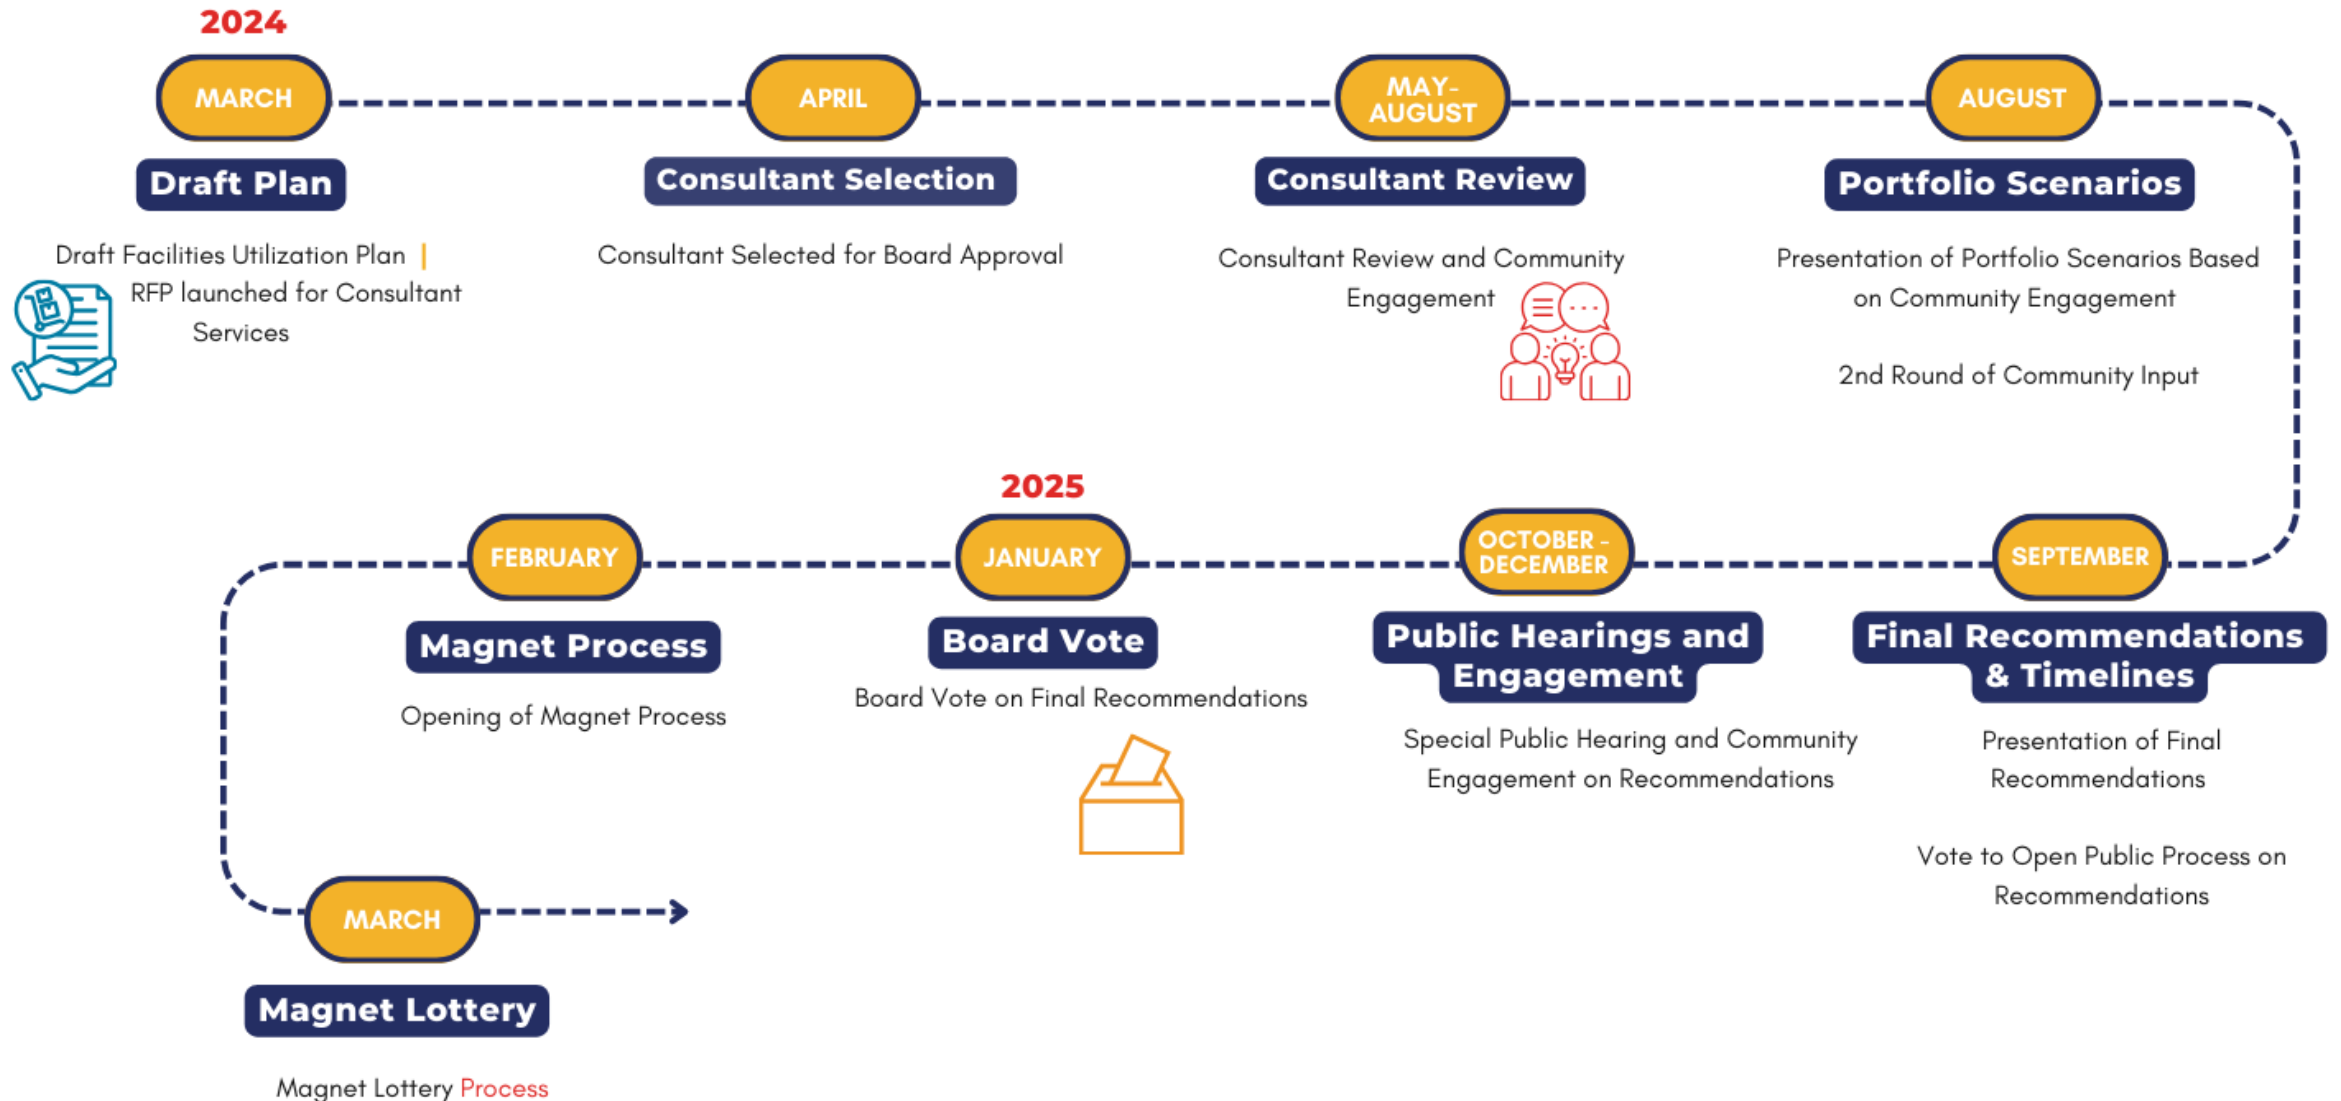 2024
MARCH
Draft Plan
Draft Facilities Utilization Plan |
RFP launched for Consultant
Services
APRIL
Consultant Selection
Consultant Selected for Board Approval
MAY-
AUGUST
Consultant Review
Consultant Review and Community
Engagement
AUGUST
Portfolio Scenarios
Presentation of Portfolio Scenarios Based
on Community Engagement
2nd Round of Community Input
SEPTEMBER
Final Recommendations
& Timelines
Presentation of Final
Recommendations
Vote to Open Public Process on
Recommendations
OCTOBER -
DECEMBER
Public Hearings and
Engagement
Special Public Hearing and Community
Engagement on Recommendations
2025
JANUARY
Board Vote
Board Vote on Final Recommendations
FEBRUARY
Magnet Process
Opening of Magnet Process
MARCH
Magnet Lottery
Magnet Lottery Process